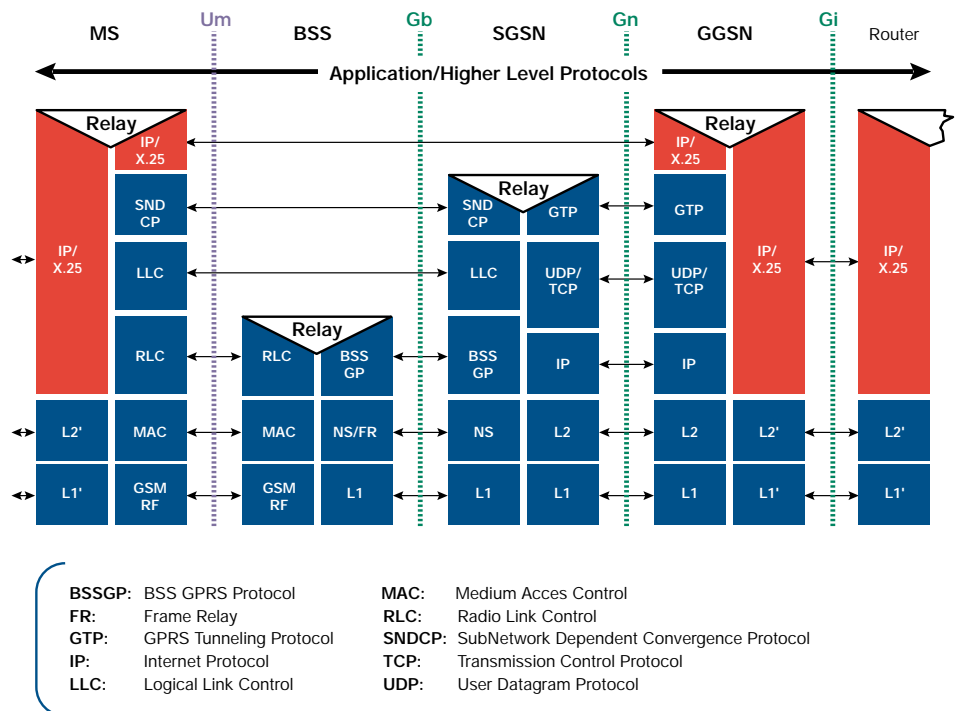 MS Um BSS Gb SGSN Gn GGSN Gi Router
Application/Higher Level Protocols
Relay Relay
IP/ IP/
X.25 X.25
Relay
SND SND GTP GTP
CP CP
IP/ LLC LLC UDP/ UDP/ IP/ IP/
X.25 TCP TCP X.25 X.25
Relay
RLC RLC BSS BSS IP IP
GP GP
L2' MAC MAC NS/FR NS L2 L2 L2' L2'
L1' GSM GSM L1 L1 L1 L1 L1' L1'
RF RF
BSSGP: BSS GPRS Protocol
FR: Frame Relay
GTP: GPRS Tunneling Protocol
IP: Internet Protocol
LLC: Logical Link Control
MAC: Medium Acces Control
RLC: Radio Link Control
SNDCP: SubNetwork Dependent Convergence Protocol
TCP: Transmission Control Protocol
UDP: User Datagram Protocol